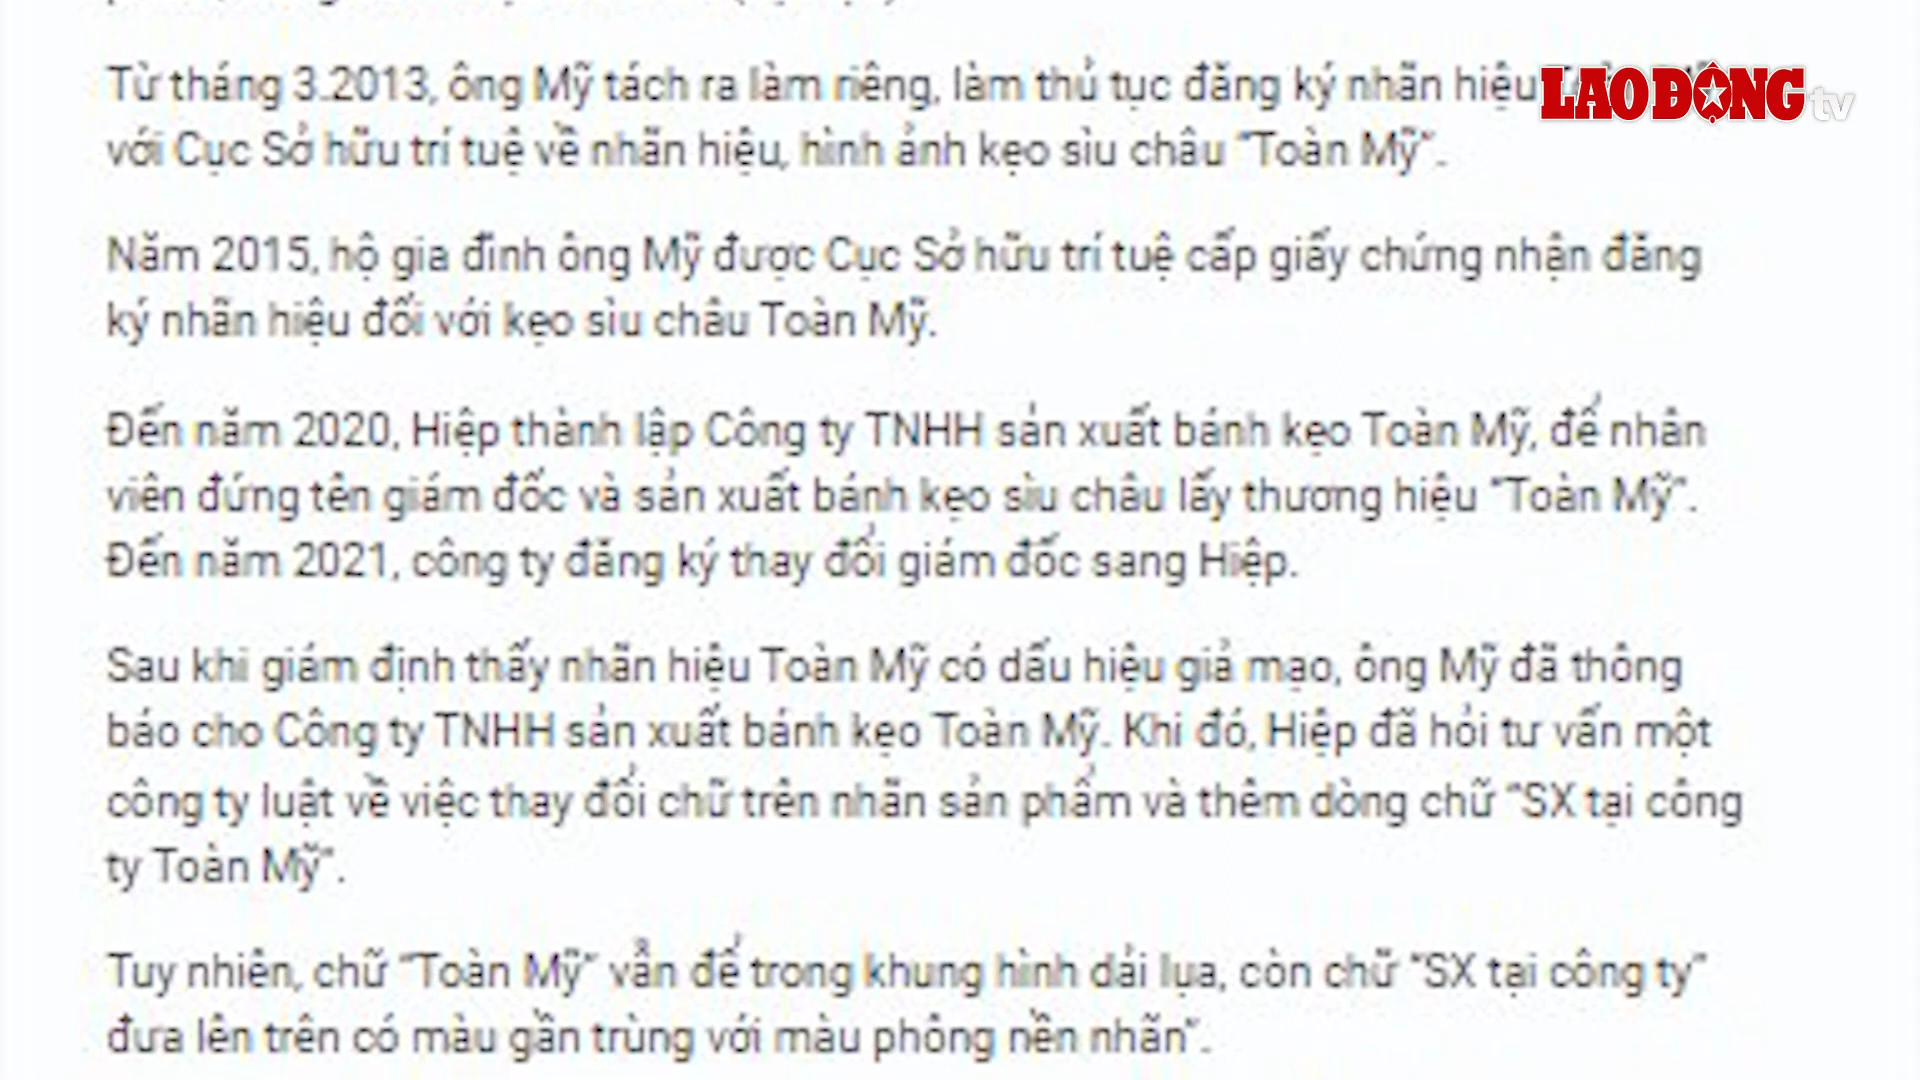 Từ tháng 3.2013, ông Mỹ tách ra làm riêng, làm thủ tục đăng ký nhãn hiệu
LAO ĐỘNG tv
với Cục Sở hữu trí tuệ về nhãn hiệu, hình ảnh kẹo sìu châu “Toàn Mỹ”.
Năm 2015, hộ gia đình ông Mỹ được Cục Sở hữu trí tuệ cấp giấy chứng nhận đăng
ký nhãn hiệu đối với kẹo sìu châu Toàn Mỹ.
Đến năm 2020, Hiệp thành lập Công ty TNHH sản xuất bánh kẹo Toàn Mỹ, để nhân
viên đứng tên giám đốc và sản xuất bánh kẹo sìu châu lấy thương hiệu “Toàn Mỹ”.
Đến năm 2021, công ty đăng ký thay đổi giám đốc sang Hiệp.
Sau khi giám định thấy nhãn hiệu Toàn Mỹ có dấu hiệu giả mạo, ông Mỹ đã thông
báo cho Công ty TNHH sản xuất bánh kẹo Toàn Mỹ. Khi đó, Hiệp đã hỏi tư vấn một
công ty luật về việc thay đổi chữ trên nhãn sản phẩm và thêm dòng chữ “SX tại công
ty Toàn Mỹ”.
Tuy nhiên, chữ “Toàn Mỹ” vẫn để trong khung hình dải lụa, còn chữ “SX tại công ty”
đưa lên trên có màu gần trùng với màu phông nền nhãn”.